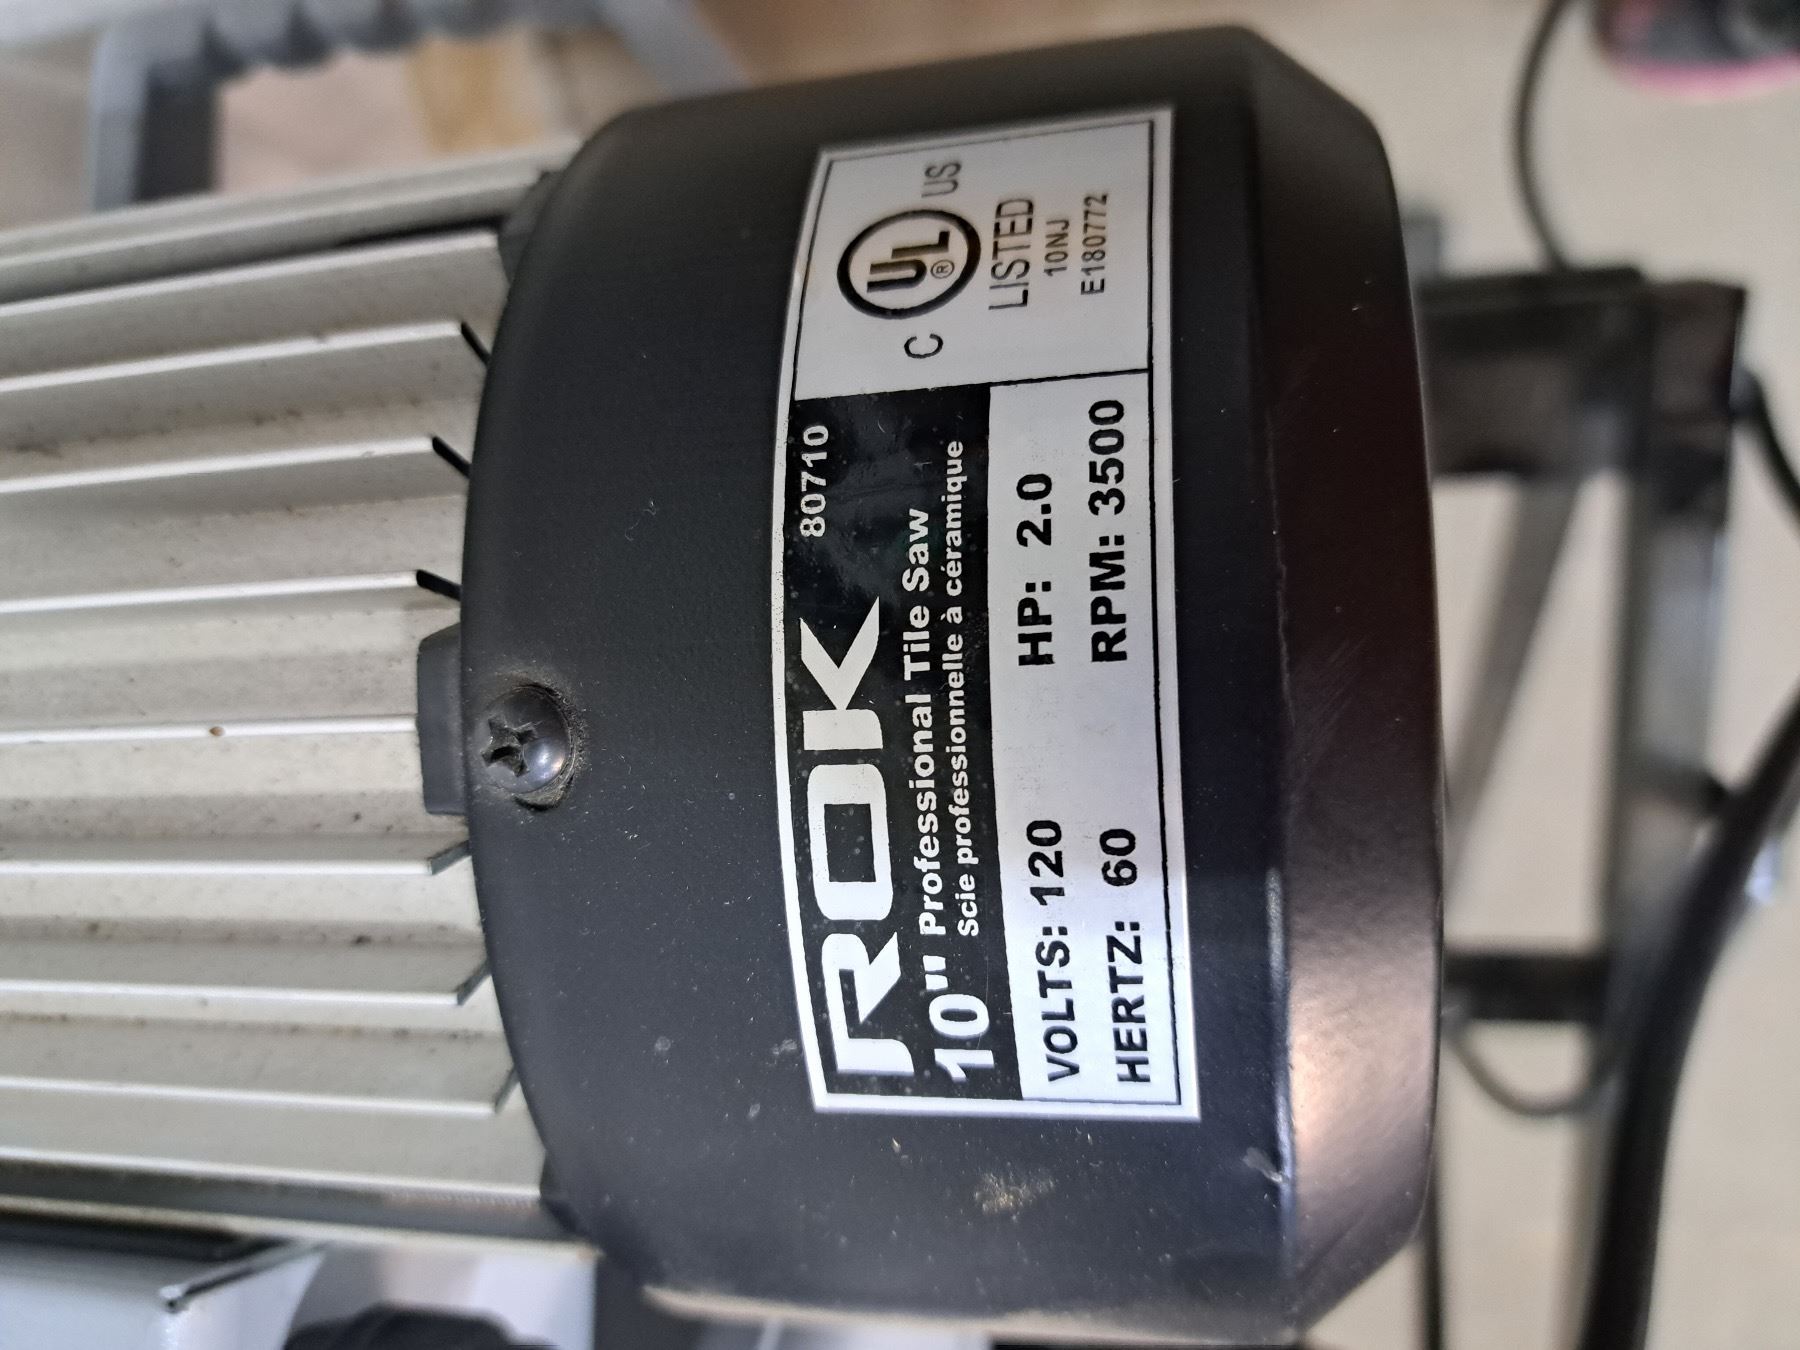 ROK 80710
10" Professional Tile Saw
Scie professionnelle à céramique
VOLTS: 120 HP: 2.0
HERTZ: 60 RPM: 3500
C UL ® US
LISTED
10NJ
E180772